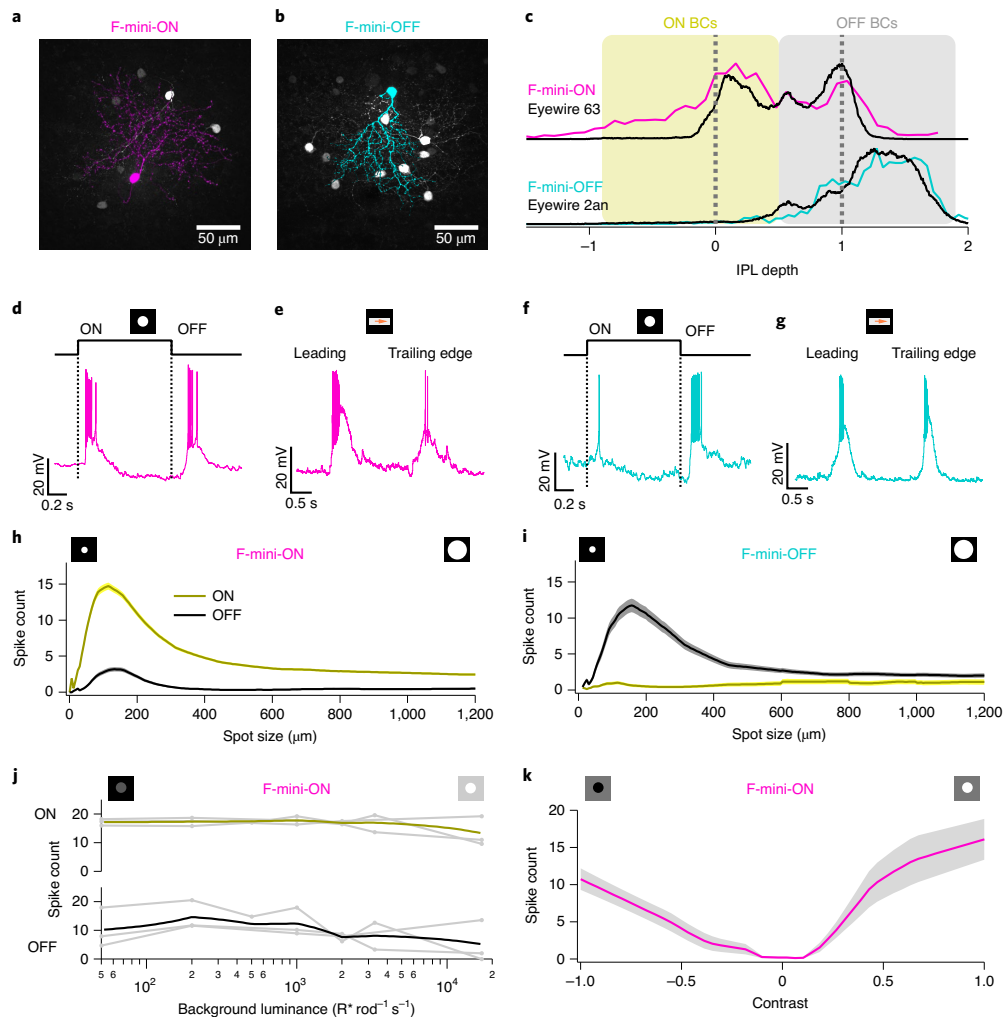 a
F-mini-ON
50 μm
b
F-mini-OFF
50 μm
c
ON BCs
OFF BCs
F-mini-ON
Eyewire 63
F-mini-OFF
Eyewire 2an
−1
0
1
2
IPL depth
d
ON
OFF
20 mV
0.2 s
e
Leading
Trailing edge
20 mV
0.5 s
f
ON
OFF
20 mV
0.2 s
g
Leading
Trailing edge
20 mV
0.5 s
h
F-mini-ON
ON
OFF
15
10
5
0
Spike count
0 200 400 600 800 1,000 1,200
Spot size (μm)
i
F-mini-OFF
15
10
5
0
Spike count
0 200 400 600 800 1,000 1,200
Spot size (μm)
j
F-mini-ON
ON
20
10
0
Spike count
20
10
0
OFF
5 6 2 3 4 5 6 2 3 4 5 6 2
10² 10³ 10⁴
Background luminance (R* rod⁻¹ s⁻¹)
k
F-mini-ON
20
15
10
5
0
Spike count
−1.0 −0.5 0 0.5 1.0
Contrast